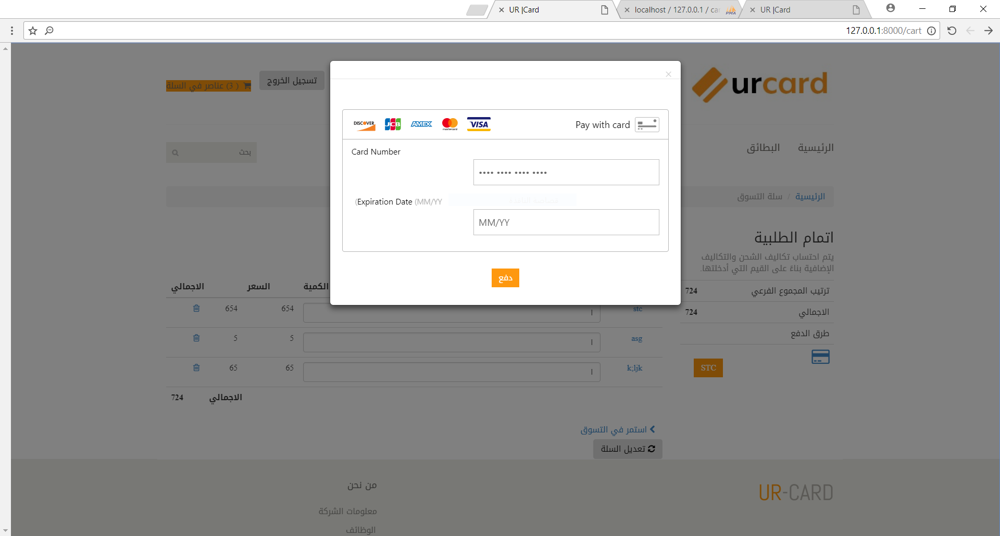 UR |Card
localhost / 127.0.0.1 / ca
PMA
UR |Card
127.0.0.1:8000/cart
urcard
تسجيل الخروج
( 3) عناصر في السلة
الرئيسية
البطائق
بحث
الرئيسية / سلة التسوق
DISCOVER
JCB
AMEX
mastercard
VISA
Pay with card
Card Number
•••• •••• •••• ••••
(Expiration Date (MM/YY
MM/YY
دفع
اتمام الطلبية
يتم احتساب تكاليف الشحن والتكاليف
الإضافية بناءً على القيم التي أدخلتها.
ترتيب المجموع الفرعي 724
الاجمالي 724
طرق الدفع
STC
الكمية السعر الاجمالي
stc 1 654 654
asg 1 5 5
k;ljk 1 65 65
الاجمالي 724
استمر في التسوق
تعديل السلة
UR-CARD
من نحن
معلومات الشركة
الوظائف